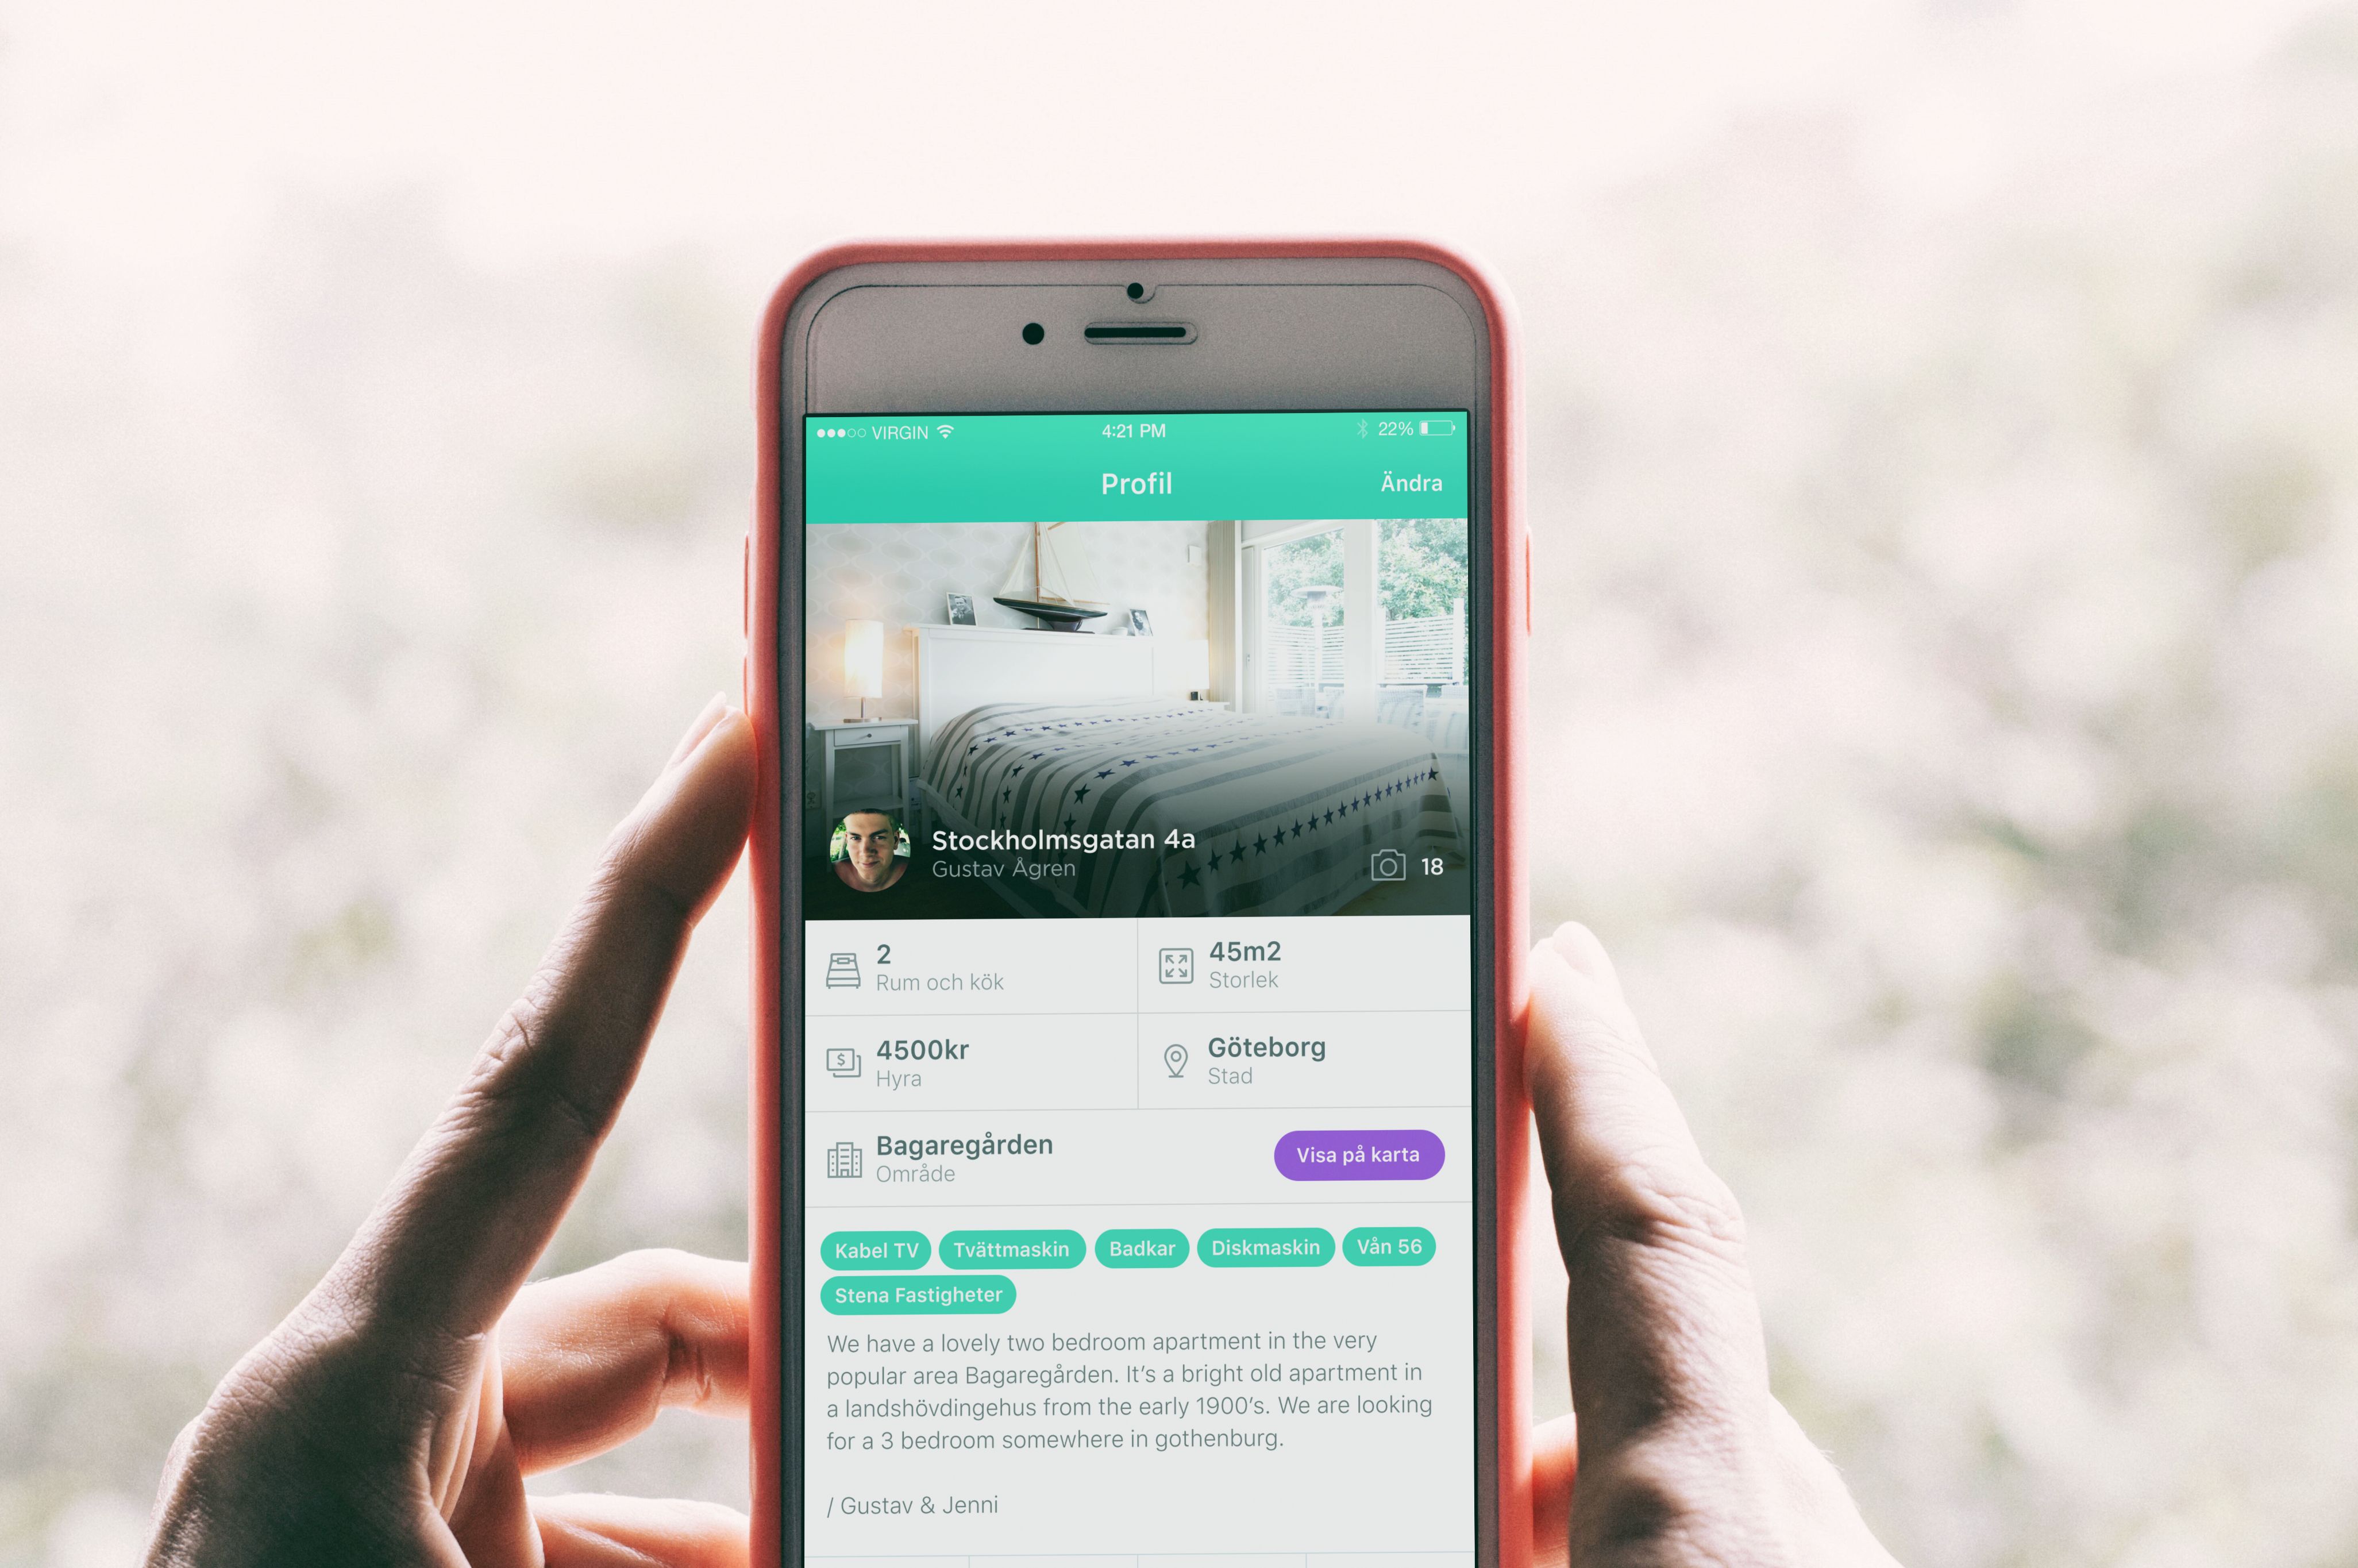 VIRGIN 4:21 PM 22%
Profil Ändra
Stockholmsgatan 4a
Gustav Ågren
18
2
Rum och kök
45m2
Storlek
4500kr
Hyra
Göteborg
Stad
Bagaregården
Område
Visa på karta
Kabel TV Tvättmaskin Badkar Diskmaskin Vån 56
Stena Fastigheter
We have a lovely two bedroom apartment in the very
popular area Bagaregården. It's a bright old apartment in
a landshövdingehus from the early 1900's. We are looking
for a 3 bedroom somewhere in gothenburg.
/ Gustav & Jenni